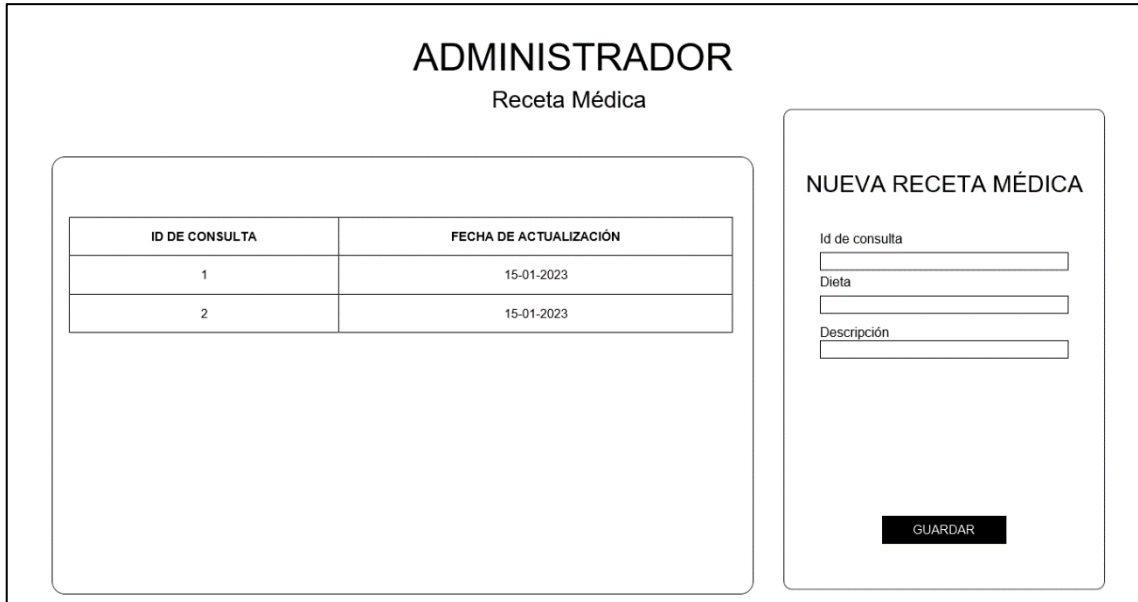 ADMINISTRADOR
Receta Médica
ID DE CONSULTA FECHA DE ACTUALIZACIÓN
1 15-01-2023
2 15-01-2023
NUEVA RECETA MÉDICA
Id de consulta
Dieta
Descripción
GUARDAR